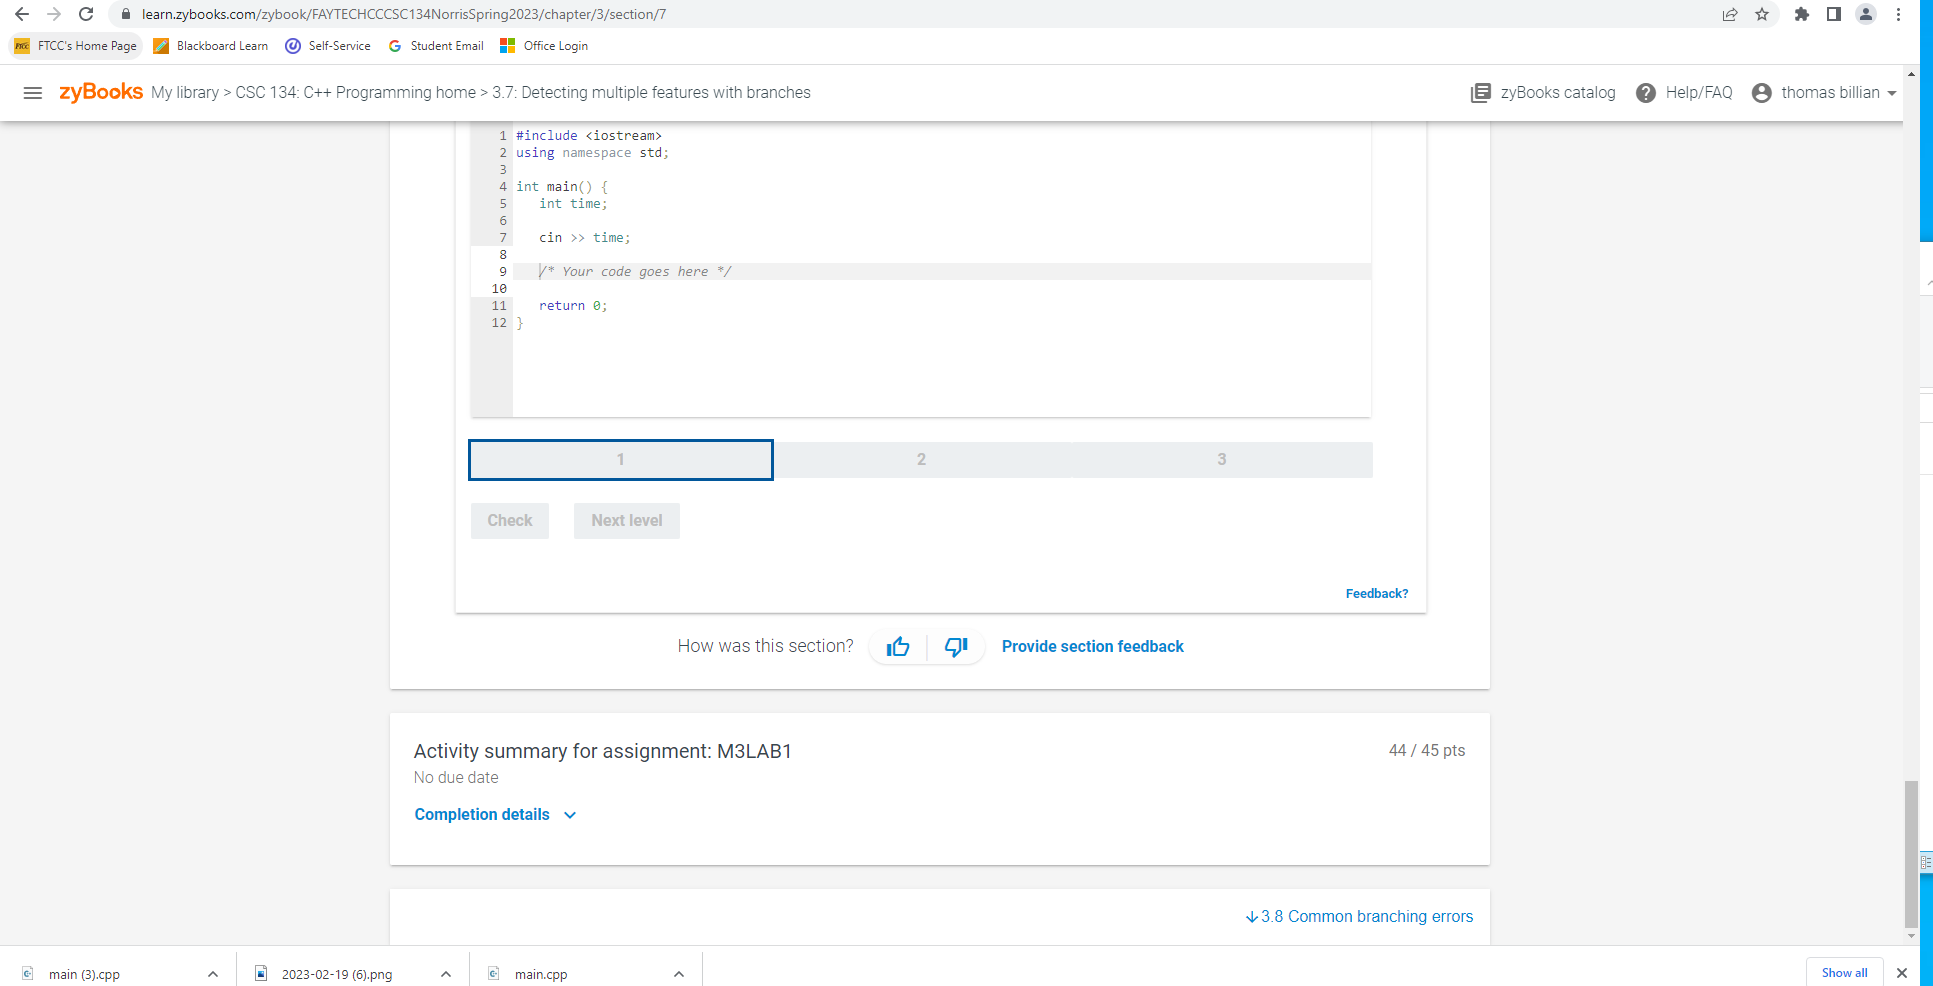 learn.zybooks.com/zybook/FAYTECHCCCSC134NorrisSpring2023/chapter/3/section/7
FTCC FTCC's Home Page Blackboard Learn Self-Service Student Email Office Login
zyBooks My library > CSC 134: C++ Programming home > 3.7: Detecting multiple features with branches zyBooks catalog Help/FAQ thomas billian
1 #include <iostream>
2 using namespace std;
3
4 int main() {
5 int time;
6
7 cin >> time;
8
9 /* Your code goes here */
10
11 return 0;
12 }
1 2 3
Check Next level
Feedback?
How was this section? Provide section feedback
Activity summary for assignment: M3LAB1 44 / 45 pts
No due date
Completion details
3.8 Common branching errors
main (3).cpp 2023-02-19 (6).png main.cpp Show all